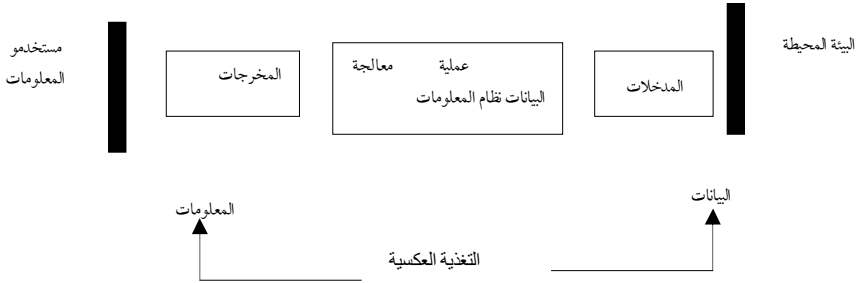 البيئة المحيطة
المدخلات
عملية معالجة
البيانات نظام المعلومات
المخرجات
مستخدمو
المعلومات
البيانات
المعلومات
التغذية العكسية